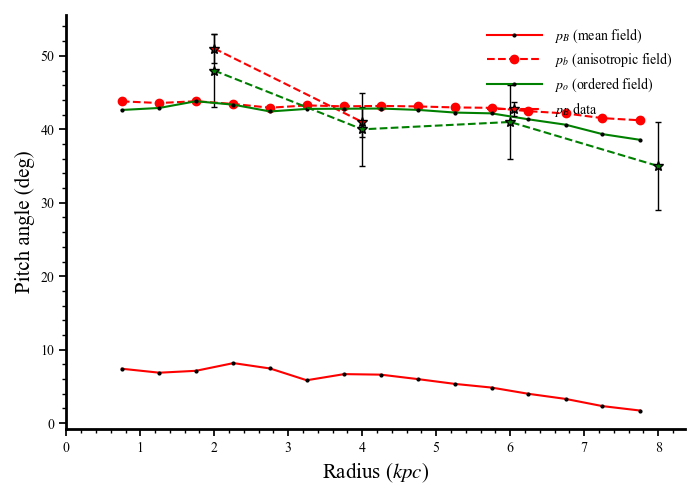 p_B (mean field)
p_b (anisotropic field)
p_o (ordered field)
data
Pitch angle (deg)
50
40
30
20
10
0
0 1 2 3 4 5 6 7 8
Radius (kpc)